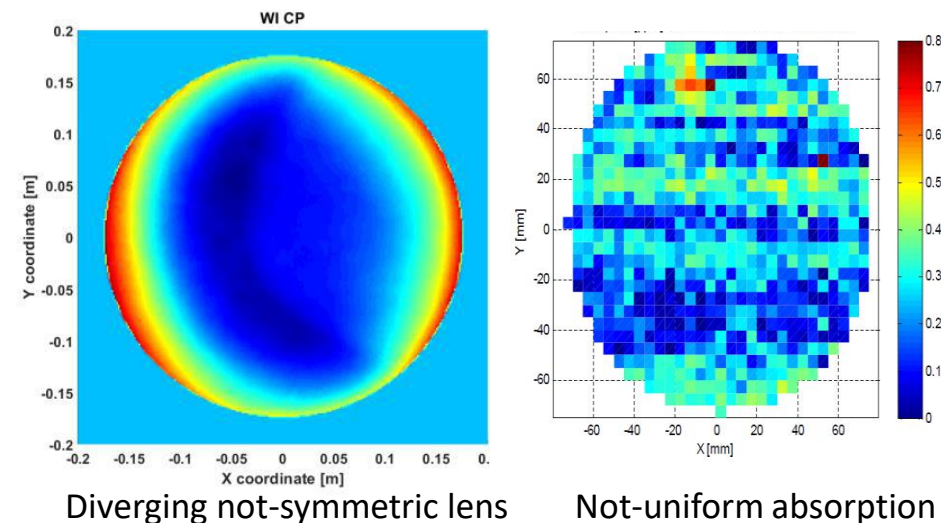 WI CP
0.2
0.15
0.1
0.05
0
-0.05
-0.1
-0.15
-0.2
Y coordinate [m]
-0.2 -0.15 -0.1 -0.05 0 0.05 0.1 0.15 0.
X coordinate [m]
60
40
20
0
-20
-40
-60
Y [mm]
-60 -40 -20 0 20 40 60
X [mm]
0.8
0.7
0.6
0.5
0.4
0.3
0.2
0.1
0
Diverging not-symmetric lens
Not-uniform absorption